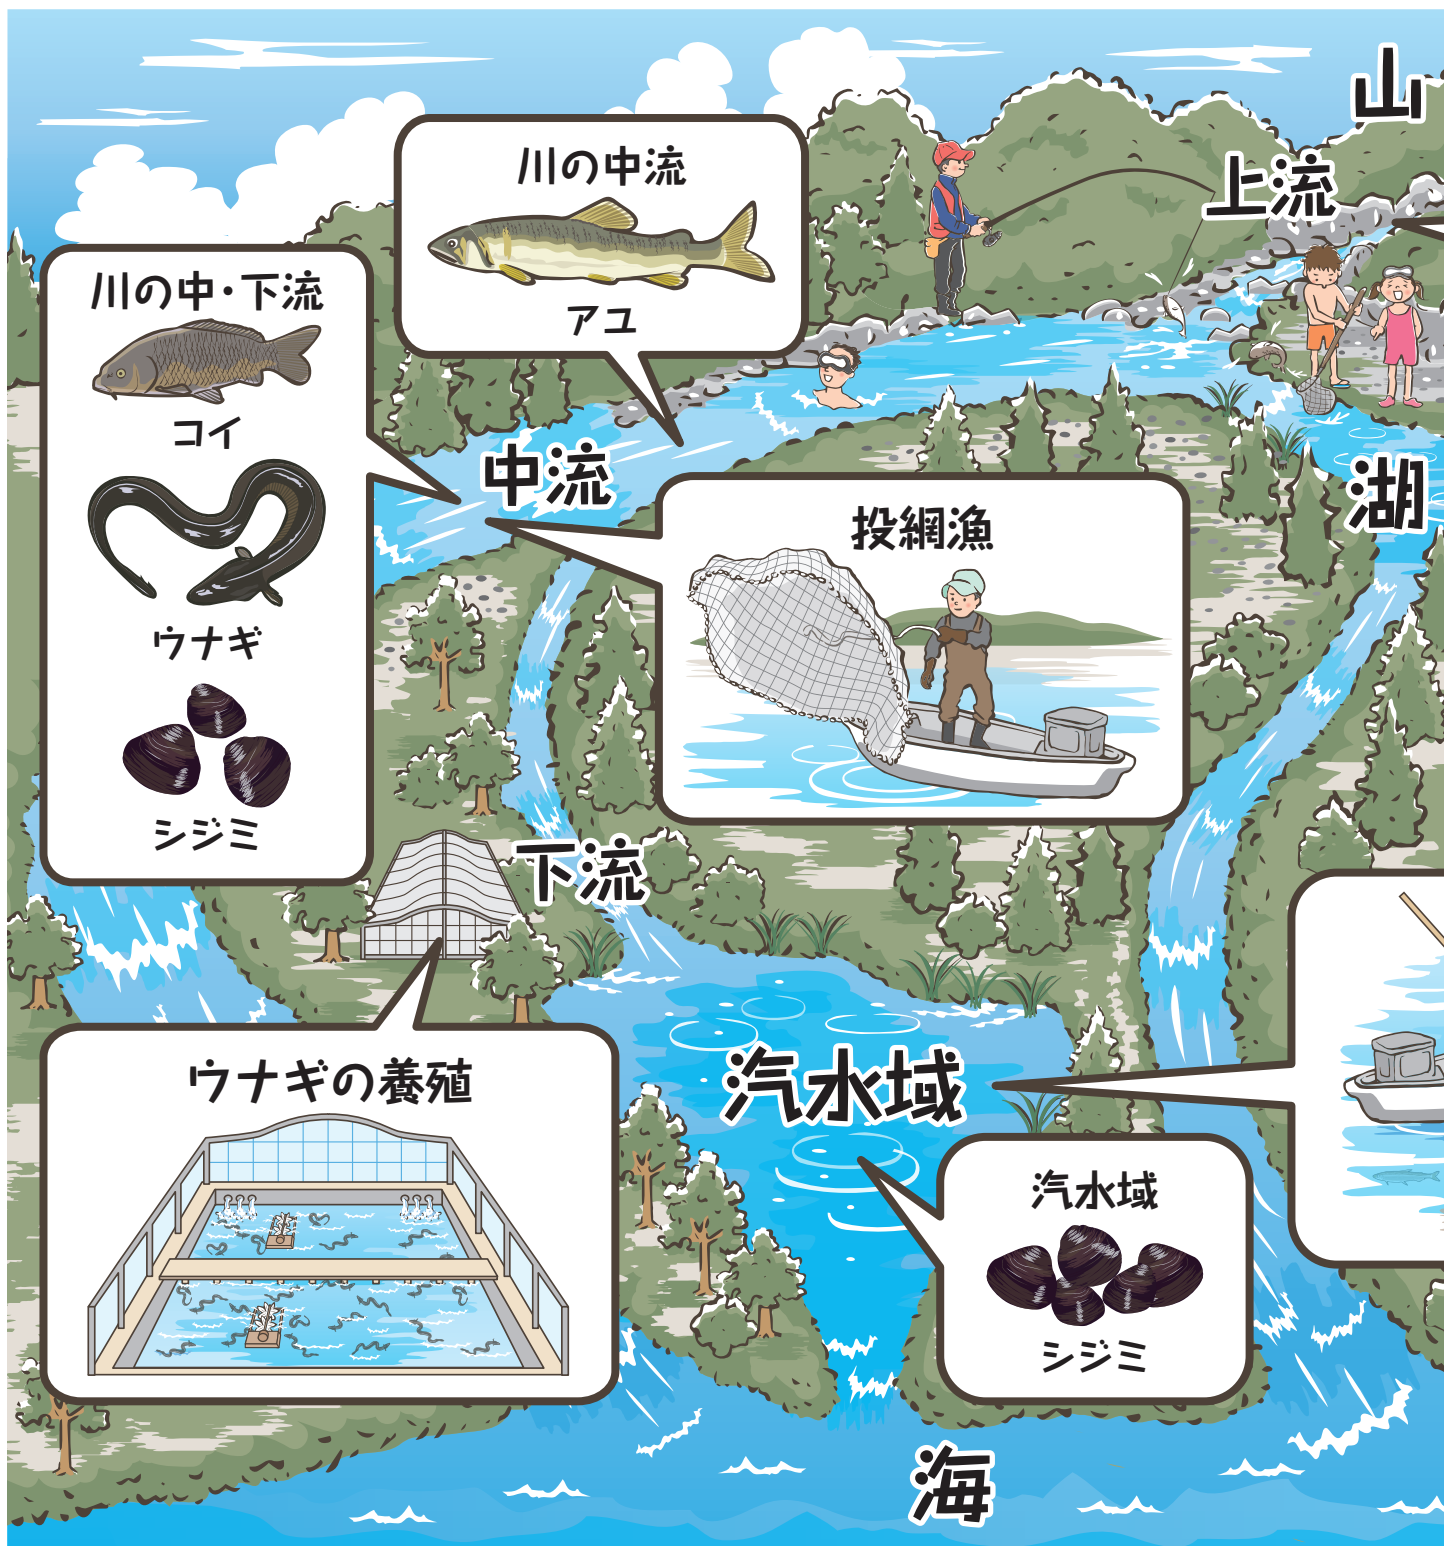 山
上流
川の中流
アユ
川の中・下流
コイ
ウナギ
シジミ
中流
湖
投網漁
下流
ウナギの養殖
汽水域
汽水域
シジミ
海